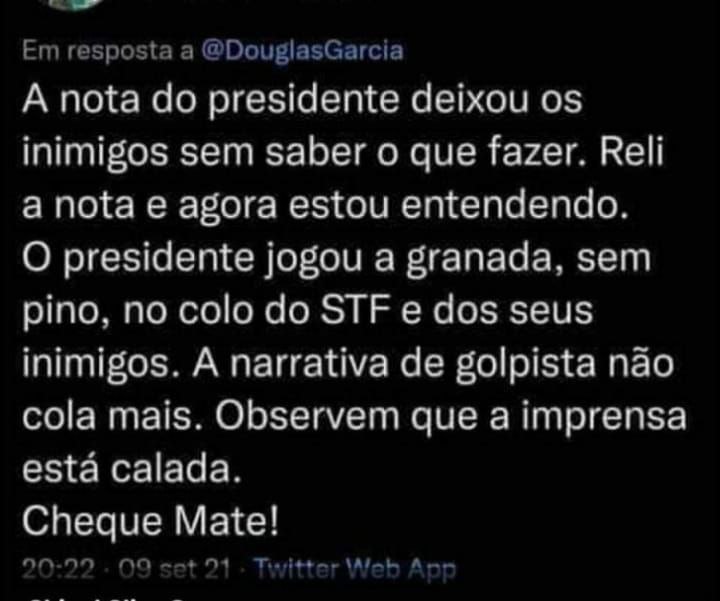 Em resposta a @DouglasGarcia
A nota do presidente deixou os
inimigos sem saber o que fazer. Reli
a nota e agora estou entendendo.
O presidente jogou a granada, sem
pino, no colo do STF e dos seus
inimigos. A narrativa de golpista não
cola mais. Observem que a imprensa
está calada.
Cheque Mate!
20:22 · 09 set 21 · Twitter Web App